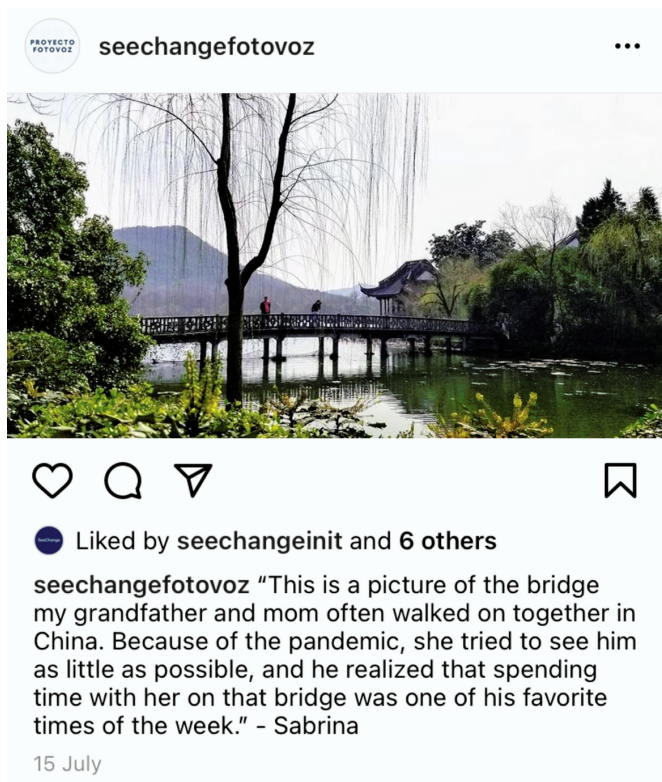 PROYECTO
FOTOVOZ
seechangefotovoz
SeeChange
Liked by seechangeinit and 6 others
seechangefotovoz “This is a picture of the bridge
my grandfather and mom often walked on together in
China. Because of the pandemic, she tried to see him
as little as possible, and he realized that spending
time with her on that bridge was one of his favorite
times of the week.” - Sabrina
15 July